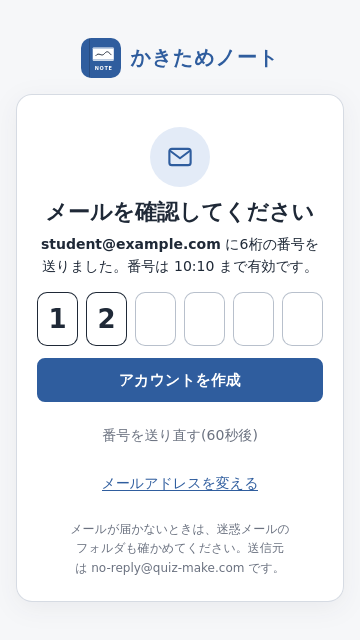 NOTE
かきためノート
メールを確認してください
student@example.com に6桁の番号を
送りました。番号は 10:10 まで有効です。
1 2
アカウントを作成
番号を送り直す(60秒後)
メールアドレスを変える
メールが届かないときは、迷惑メールの
フォルダも確かめてください。送信元
は no-reply@quiz-make.com です。